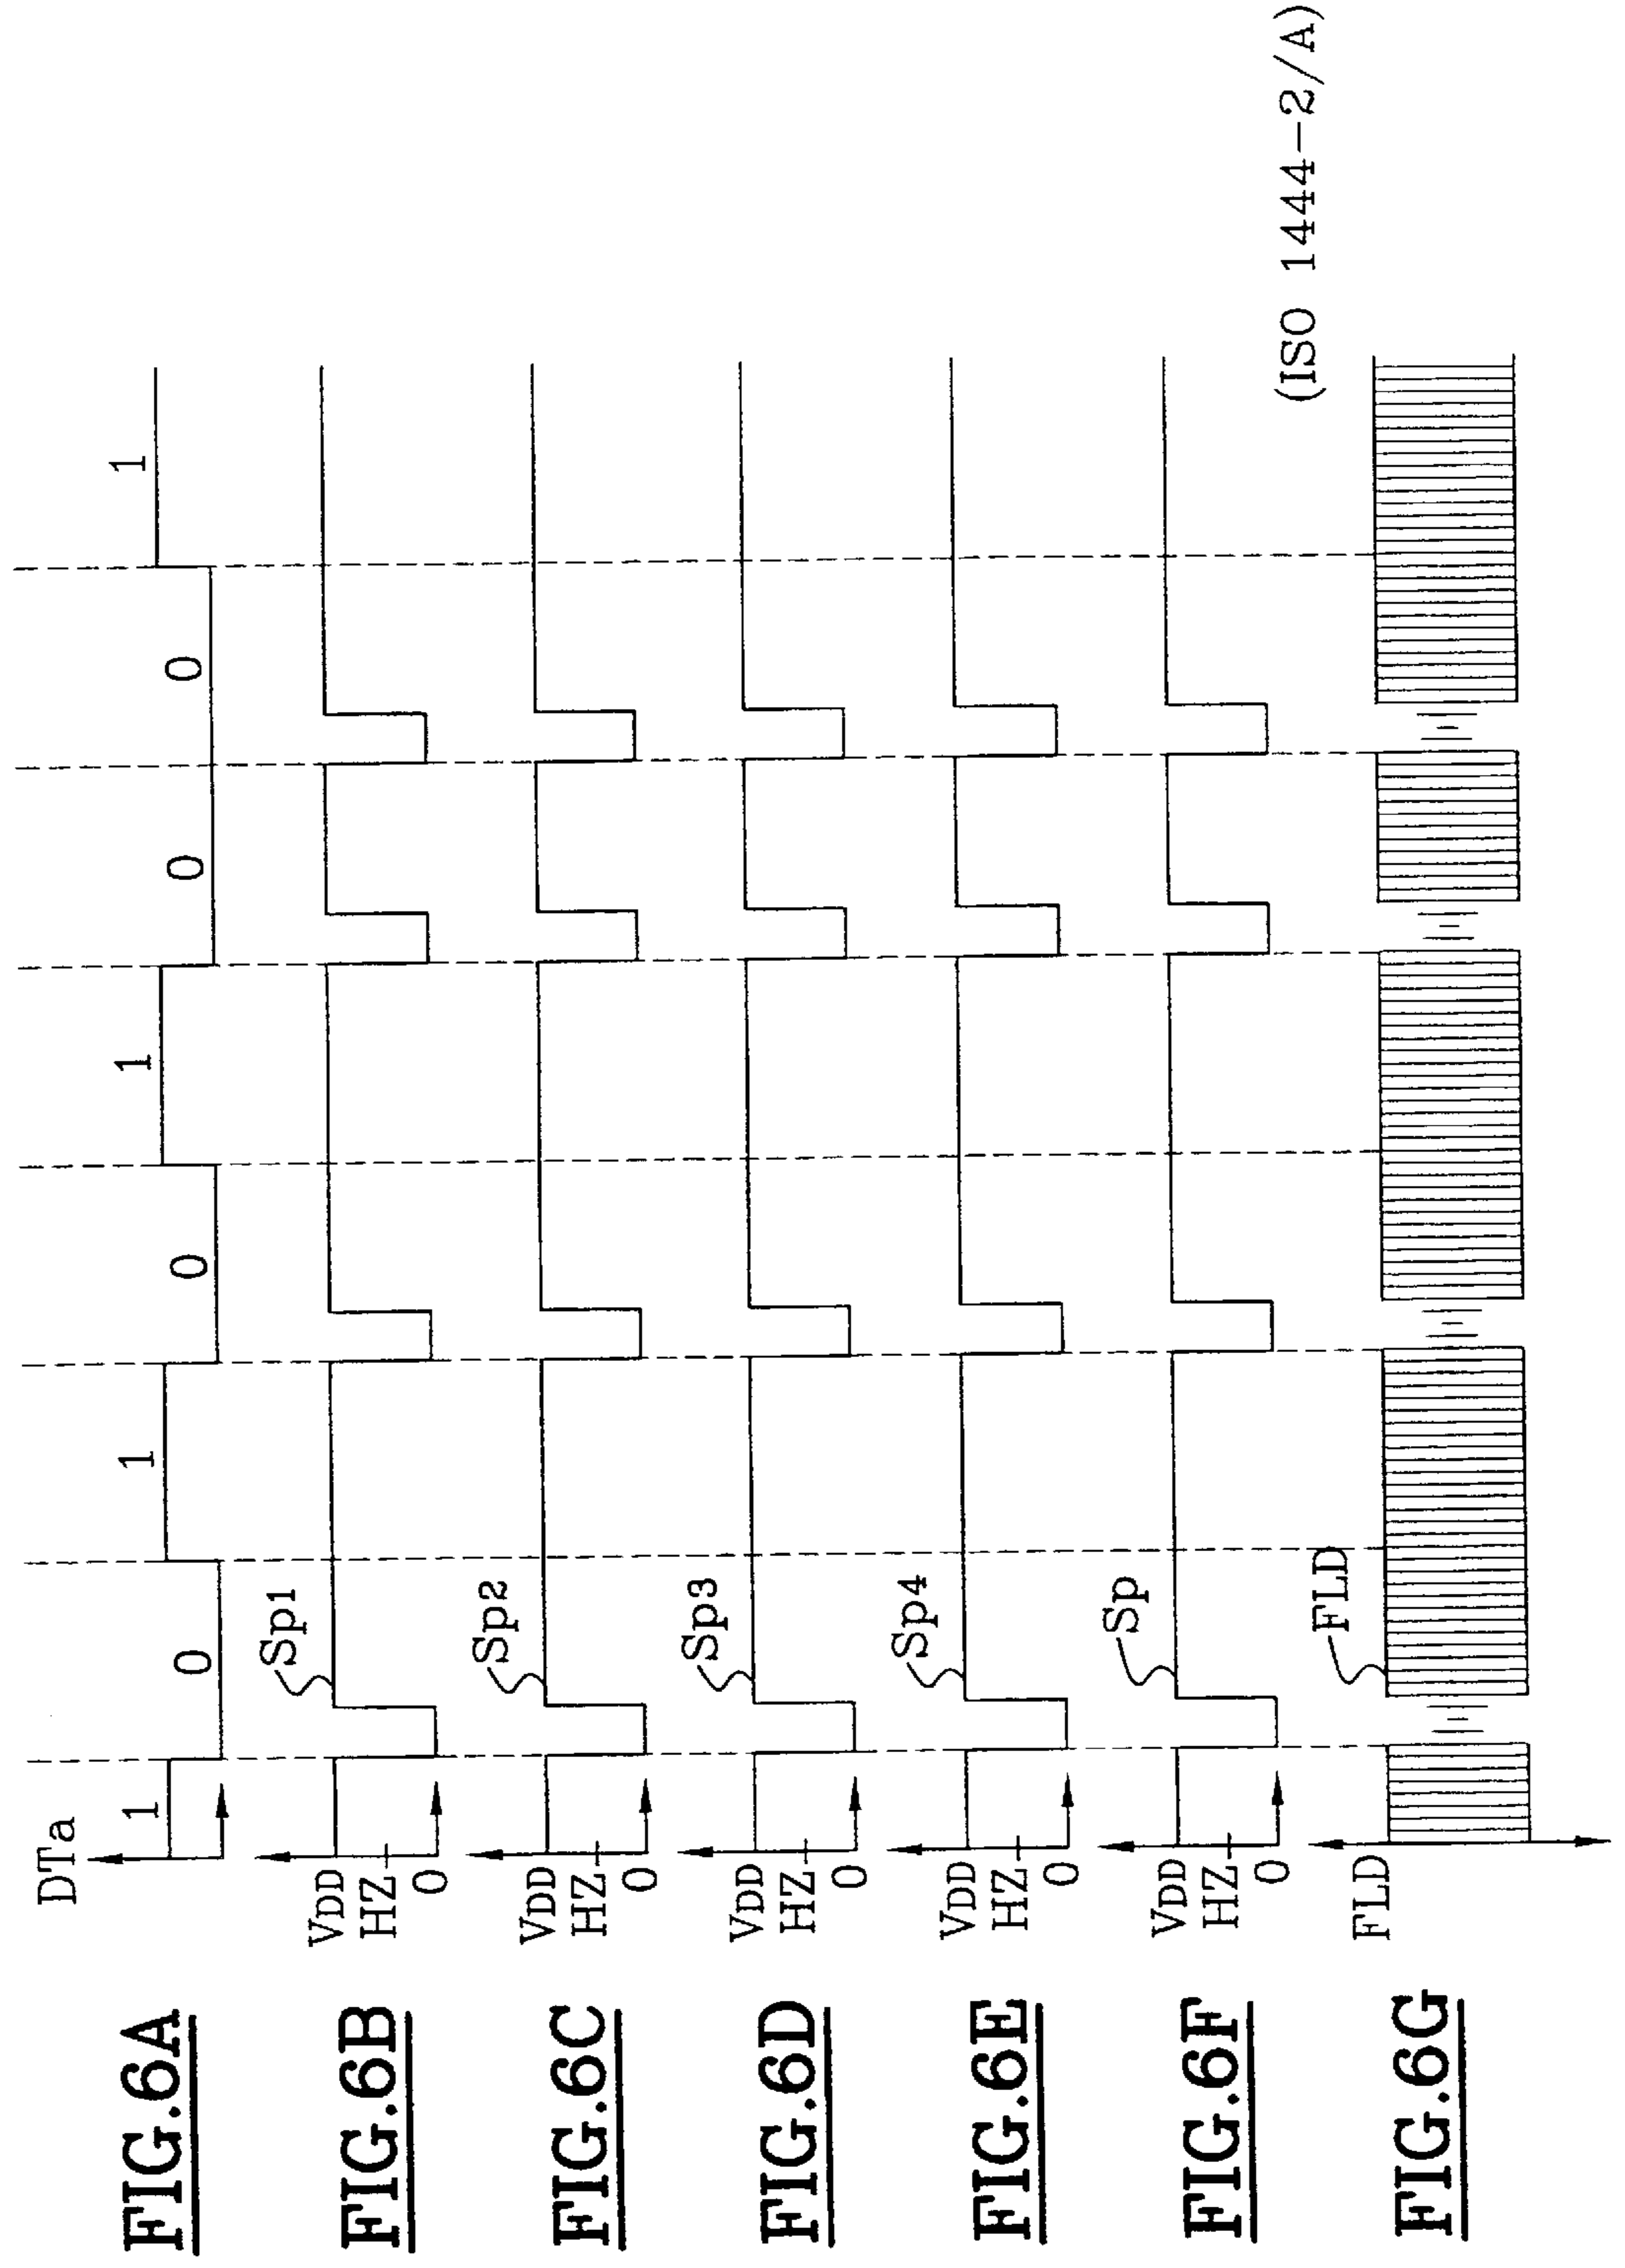 FIG.6A
DTa
1 0 1 0 1 0 0 1
FIG.6B
VDD
HZ
0
Sp1
FIG.6C
VDD
HZ
0
Sp2
FIG.6D
VDD
HZ
0
Sp3
FIG.6E
VDD
HZ
0
Sp4
FIG.6F
VDD
HZ
0
Sp
(ISO 1444-2/A)
FIG.6G
FLD
FLD